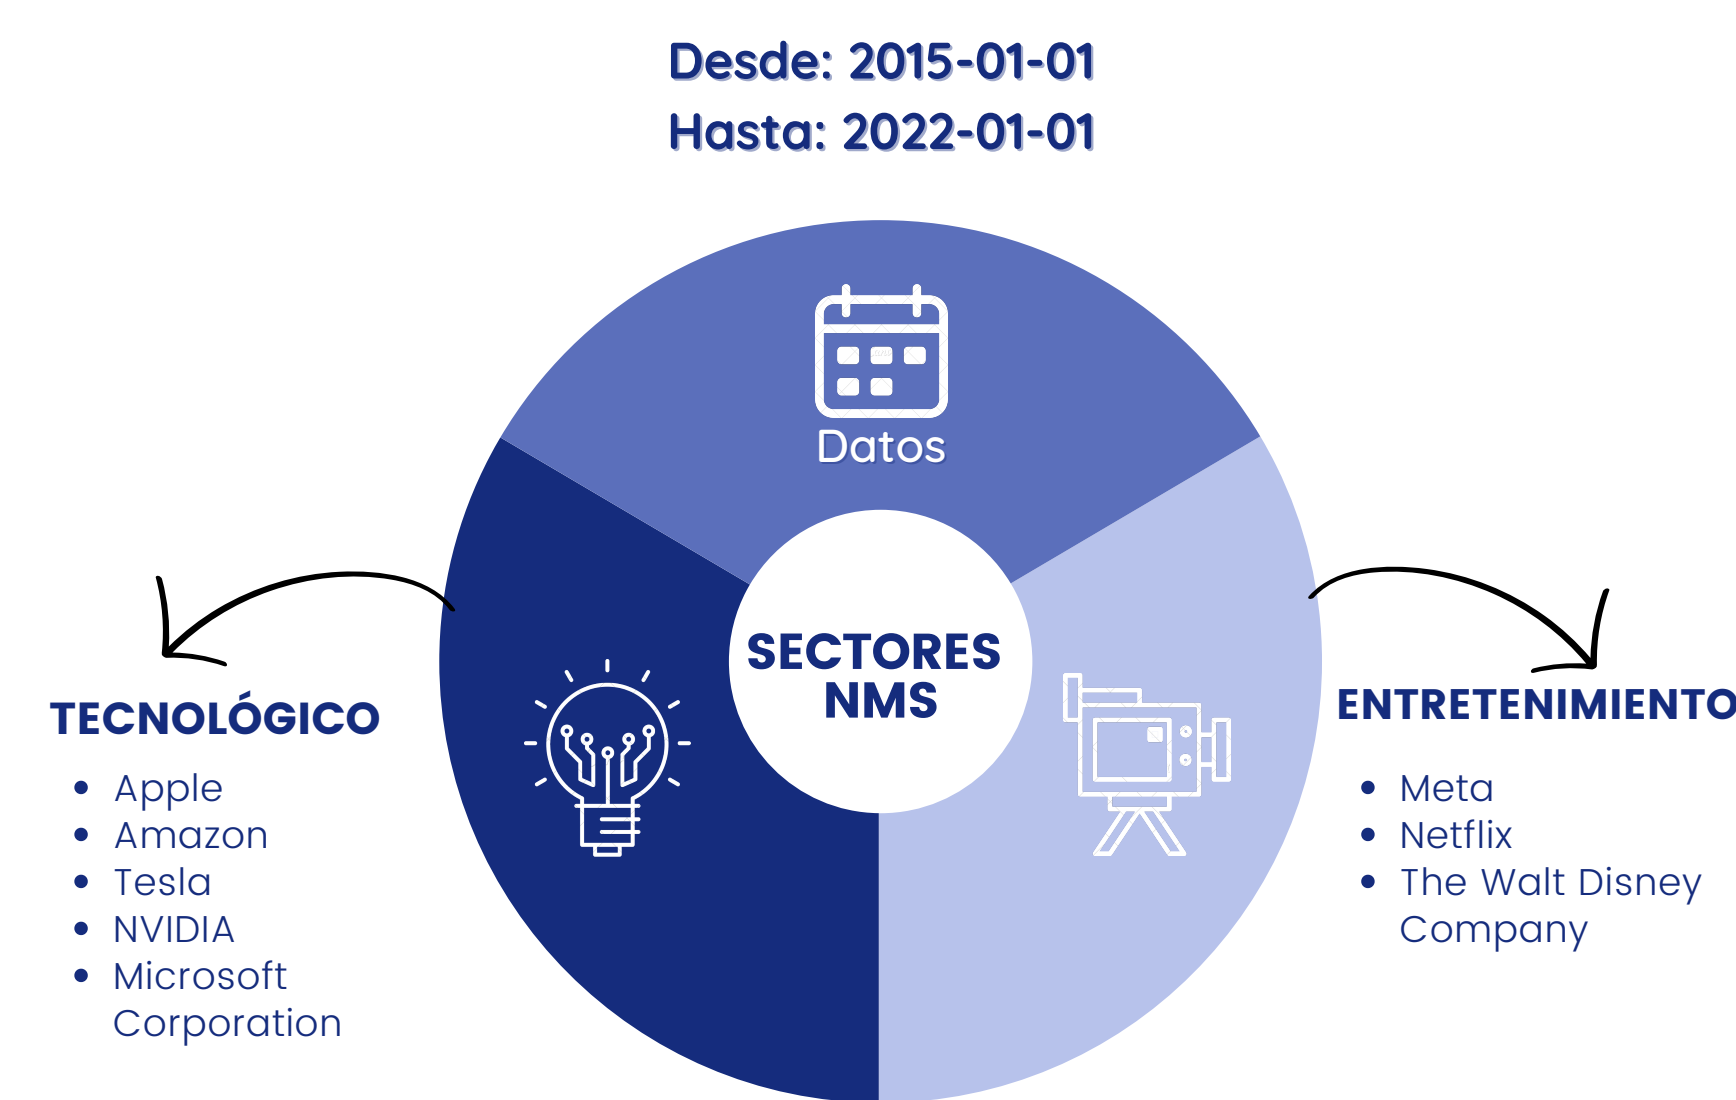 Desde: 2015-01-01
Hasta: 2022-01-01
Datos
SECTORES
NMS
TECNOLÓGICO
• Apple
• Amazon
• Tesla
• NVIDIA
• Microsoft
Corporation
ENTRETENIMIENTO
• Meta
• Netflix
• The Walt Disney
Company